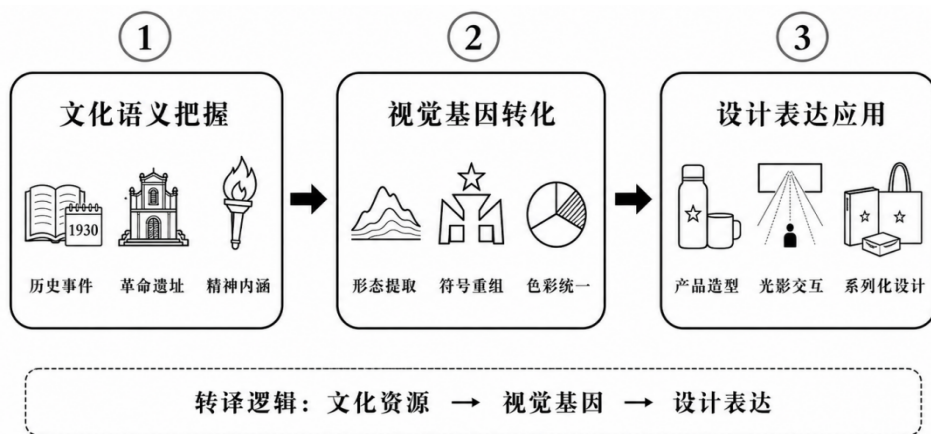 1
2
3
文化语义把握
视觉基因转化
设计表达应用
1930
历史事件 革命遗址 精神内涵
形态提取 符号重组 色彩统一
产品造型 光影交互 系列化设计
转译逻辑：文化资源 → 视觉基因 → 设计表达